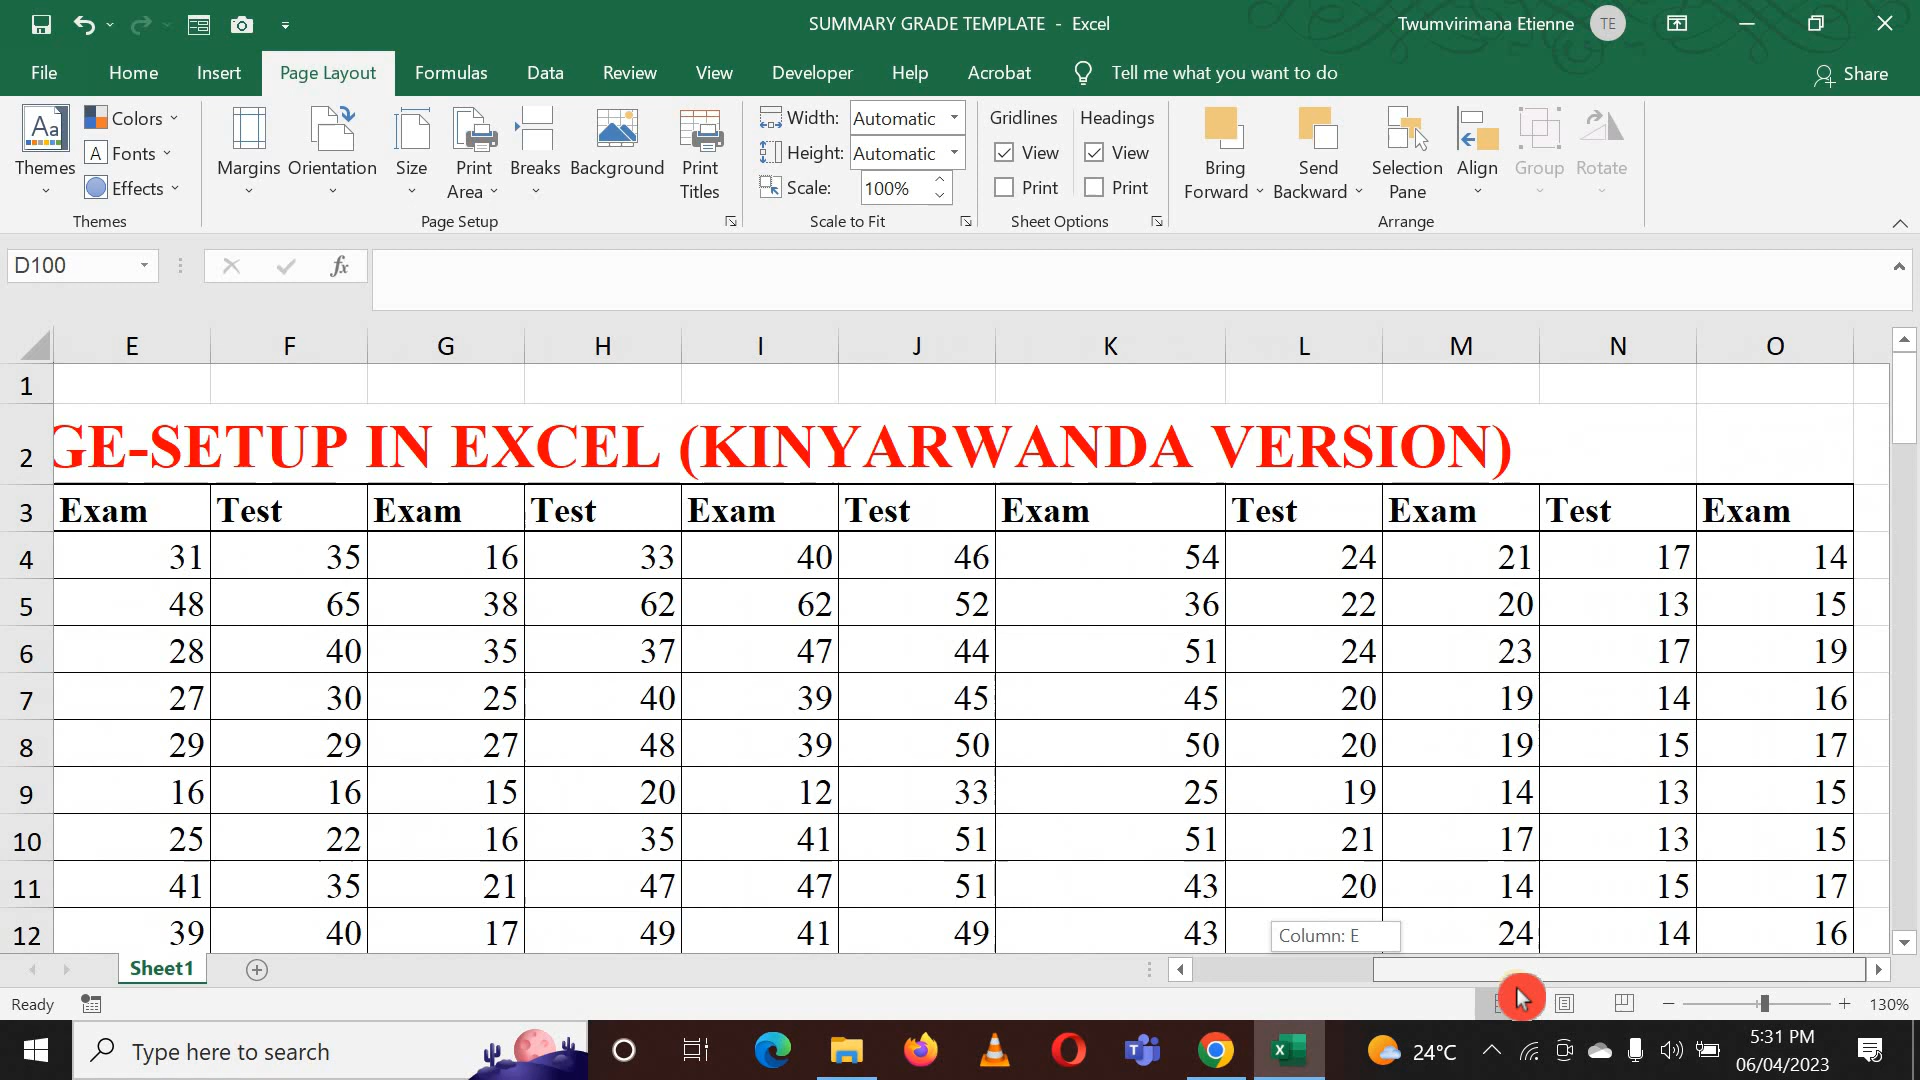 SUMMARY GRADE TEMPLATE - Excel
Twumvirimana Etienne
TE
File
Home
Insert
Page Layout
Formulas
Data
Review
View
Developer
Help
Acrobat
Tell me what you want to do
Share
Aa
Themes
Colors
A
Fonts
Effects
Themes
Margins
Orientation
Size
Print
Area
Breaks
Background
Print
Titles
Page Setup
Width:
Automatic
Height:
Automatic
Scale:
100%
Scale to Fit
Gridlines
View
Print
Headings
View
Print
Sheet Options
Bring
Forward
Send
Backward
Selection
Pane
Align
Group
Rotate
Arrange
D100
fx
E F G H I J K L M N O
1
2 GE-SETUP IN EXCEL (KINYARWANDA VERSION)
3 Exam Test Exam Test Exam Test Exam Test Exam Test Exam
4 31 35 16 33 40 46 54 24 21 17 14
5 48 65 38 62 62 52 36 22 20 13 15
6 28 40 35 37 47 44 51 24 23 17 19
7 27 30 25 40 39 45 45 20 19 14 16
8 29 29 27 48 39 50 50 20 19 15 17
9 16 16 15 20 12 33 25 19 14 13 15
10 25 22 16 35 41 51 51 21 17 13 15
11 41 35 21 47 47 51 43 20 14 15 17
12 39 40 17 49 41 49 43 24 14 16
Column: E
Sheet1
Ready
130%
Type here to search
24°C
5:31 PM
06/04/2023